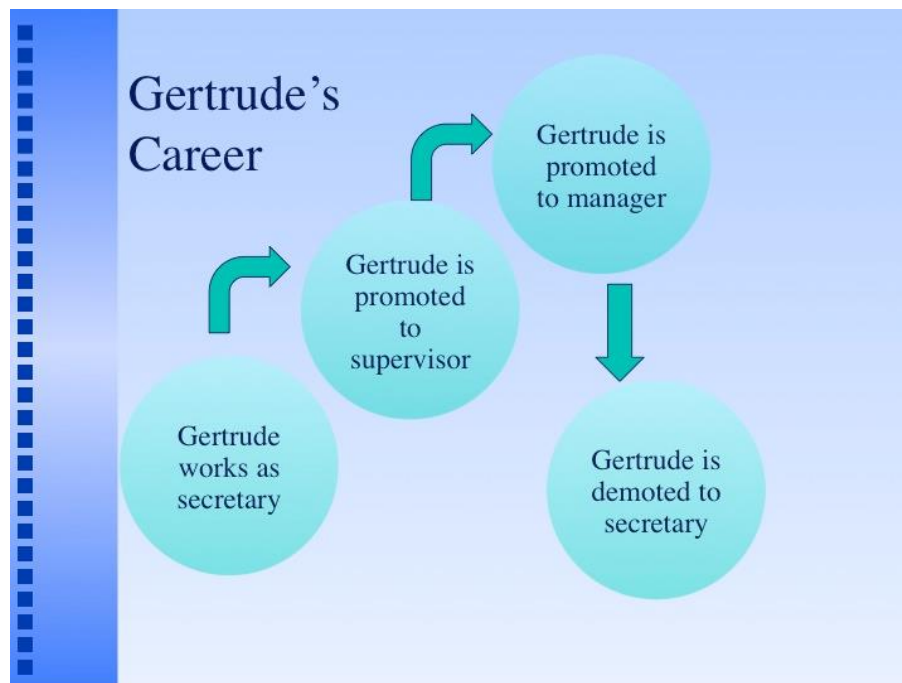 Gertrude’s
Career
Gertrude
works as
secretary
Gertrude is
promoted
to
supervisor
Gertrude is
promoted
to manager
Gertrude is
demoted to
secretary